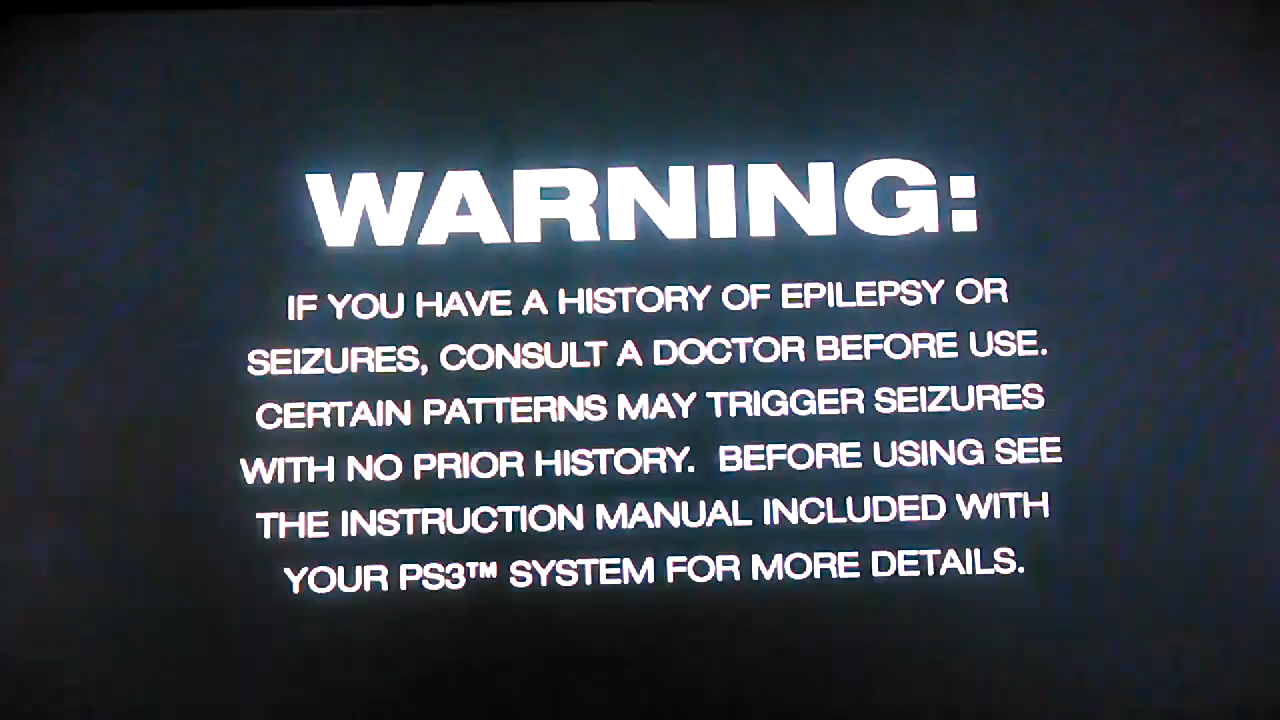 WARNING:
IF YOU HAVE A HISTORY OF EPILEPSY OR
SEIZURES, CONSULT A DOCTOR BEFORE USE.
CERTAIN PATTERNS MAY TRIGGER SEIZURES
WITH NO PRIOR HISTORY.  BEFORE USING SEE
THE INSTRUCTION MANUAL INCLUDED WITH
YOUR PS3™ SYSTEM FOR MORE DETAILS.